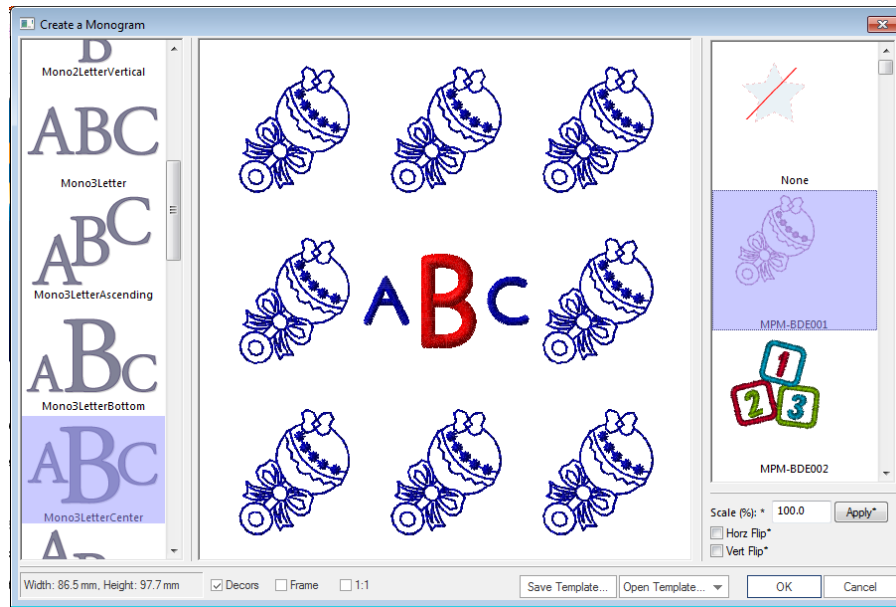 Create a Monogram
B
Mono2LetterVertical
ABC
Mono3Letter
ABC
Mono3LetterAscending
ABC
Mono3LetterBottom
ABC
Mono3LetterCenter
ABC
None
MPM-BDE001
1
2 3
MPM-BDE002
Scale (%): * 100.0 Apply*
Horz Flip*
Vert Flip*
Width: 86.5 mm, Height: 97.7 mm Decors Frame 1:1 Save Template... Open Template... OK Cancel